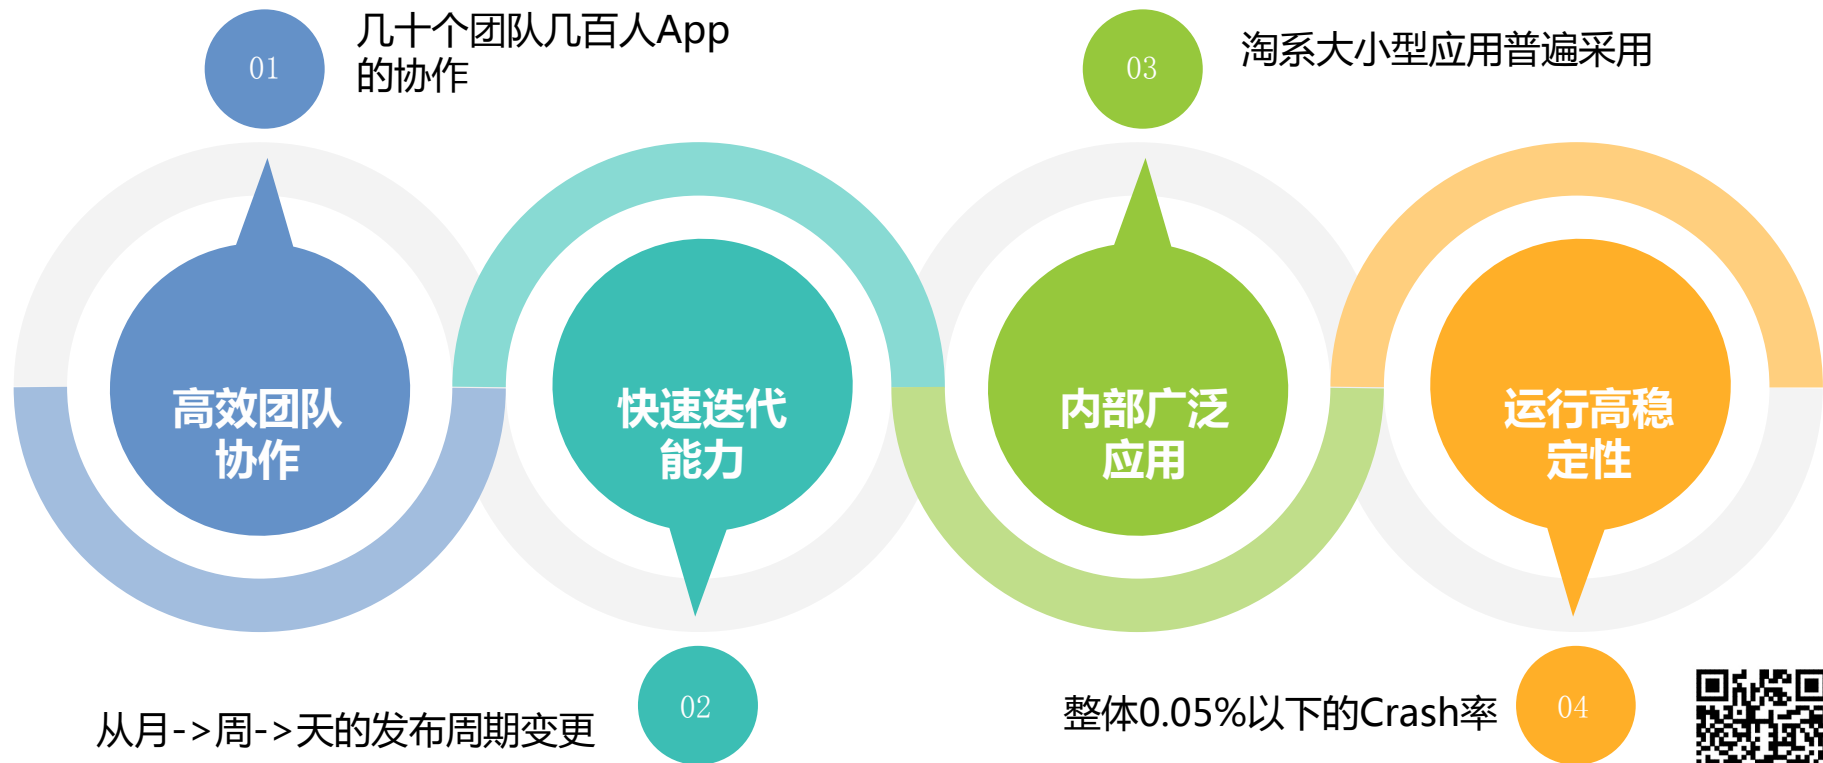 01
几十个团队几百人App
的协作
03
淘系大小型应用普遍采用
高效团队
协作
快速迭代
能力
内部广泛
应用
运行高稳
定性
从月->周->天的发布周期变更
02
整体0.05%以下的Crash率
04